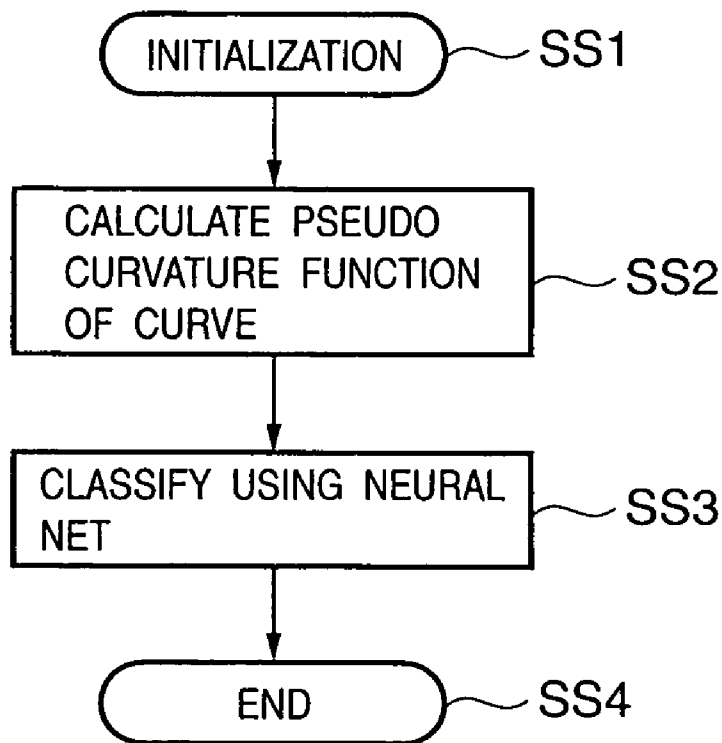 INITIALIZATION SS1
CALCULATE PSEUDO
CURVATURE FUNCTION SS2
OF CURVE
CLASSIFY USING NEURAL
NET SS3
END SS4